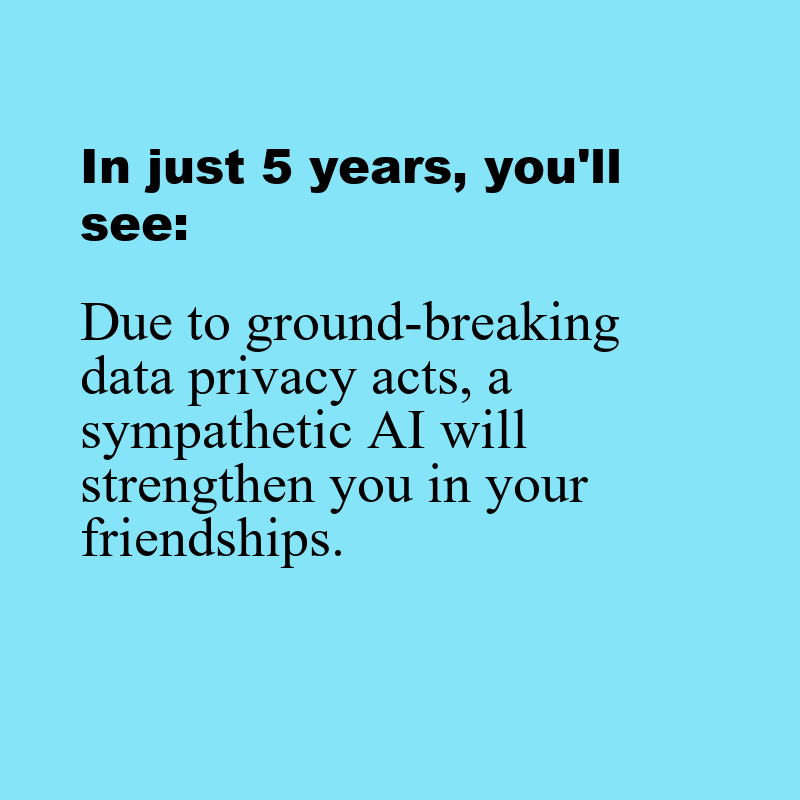 In just 5 years, you'll
see:
Due to ground-breaking
data privacy acts, a
sympathetic AI will
strengthen you in your
friendships.